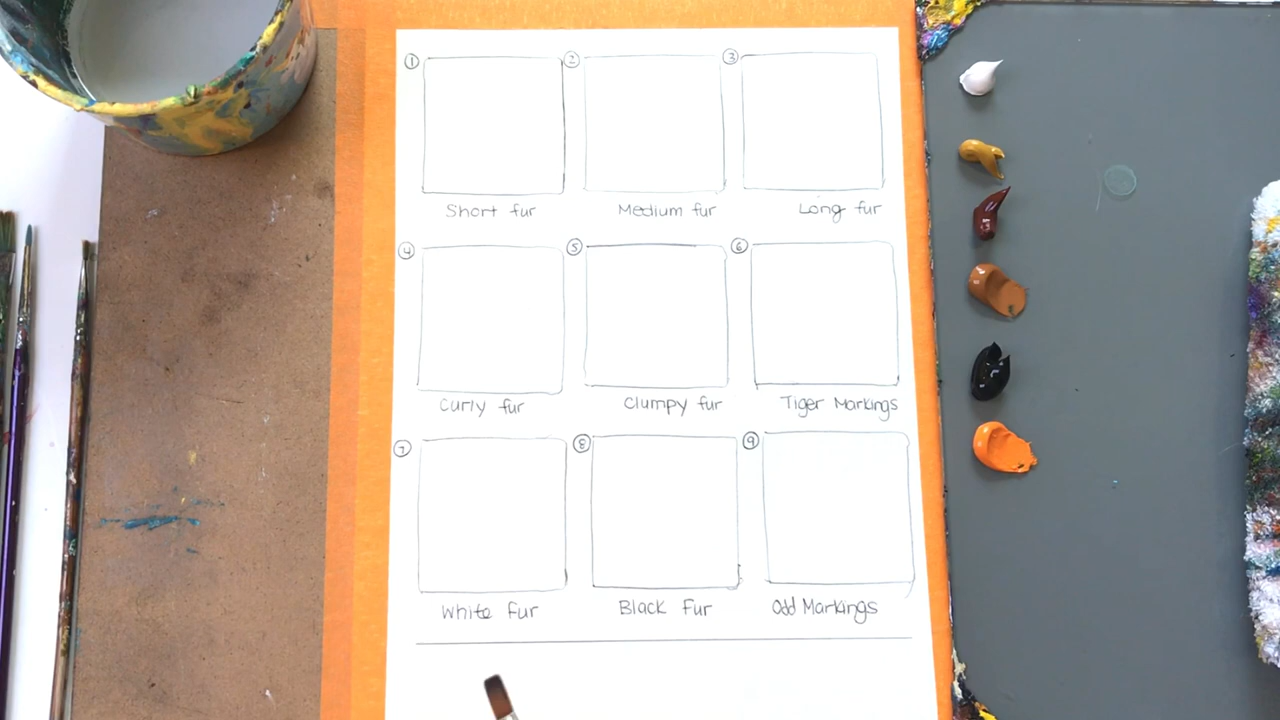 ① ② ③
Short fur Medium fur Long fur
④ ⑤ ⑥
Curly fur Clumpy fur Tiger Markings
⑦ ⑧ ⑨
White fur Black Fur Odd Markings